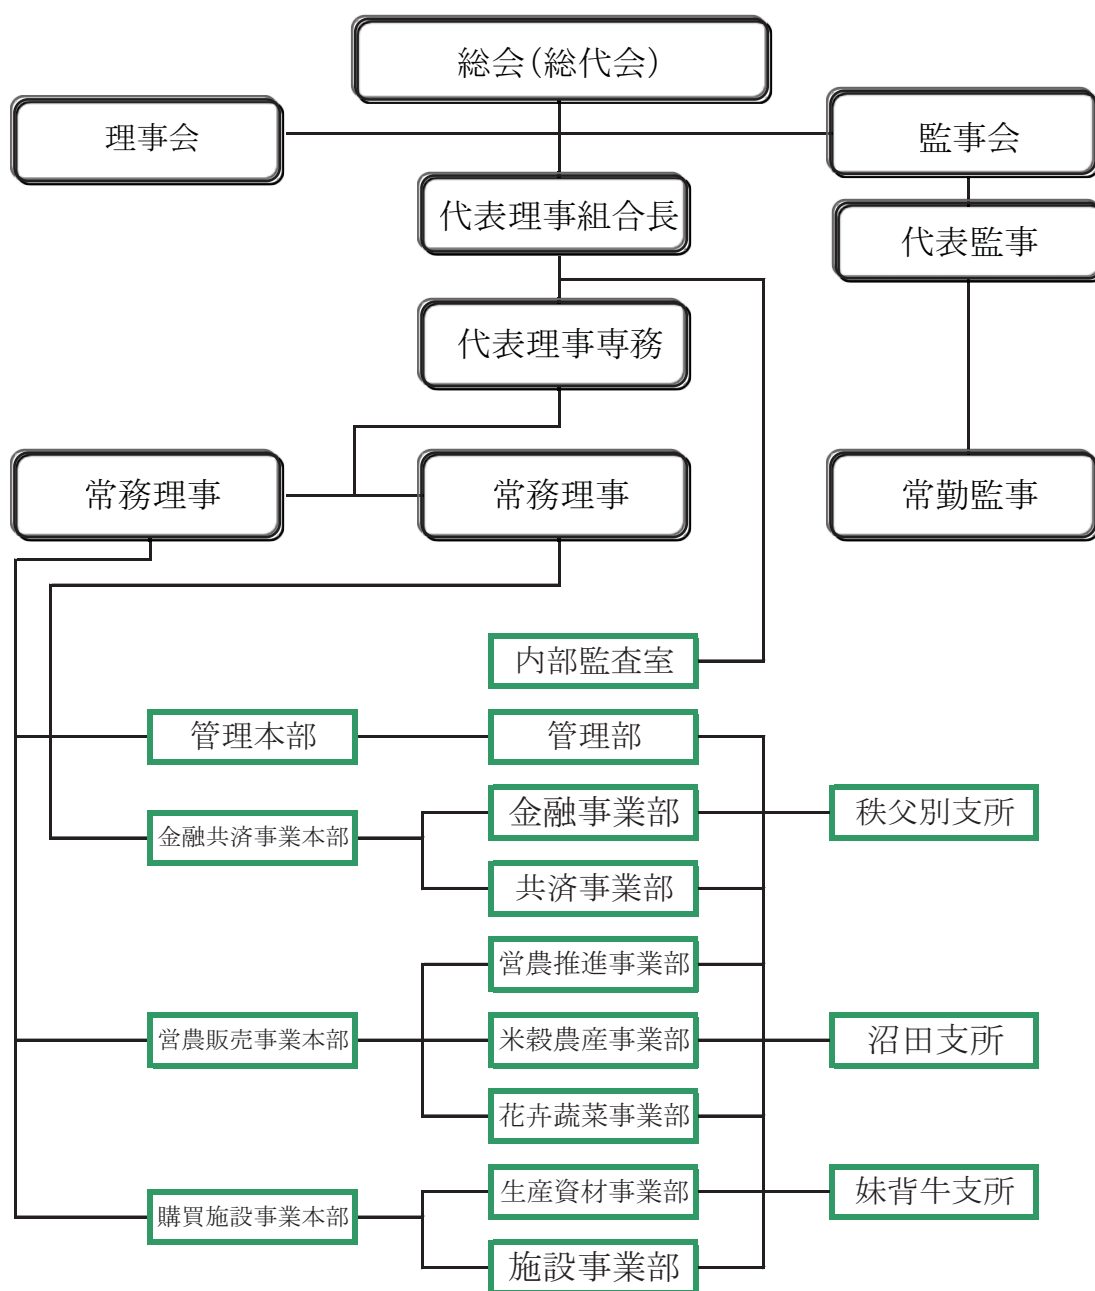 総会(総代会)
理事会
監事会
代表理事組合長
代表監事
代表理事専務
常務理事
常務理事
常勤監事
内部監査室
管理本部
管理部
金融事業部
秩父別支所
金融共済事業本部
共済事業部
営農推進事業部
営農販売事業本部
米穀農産事業部
沼田支所
花卉蔬菜事業部
生産資材事業部
妹背牛支所
購買施設事業本部
施設事業部